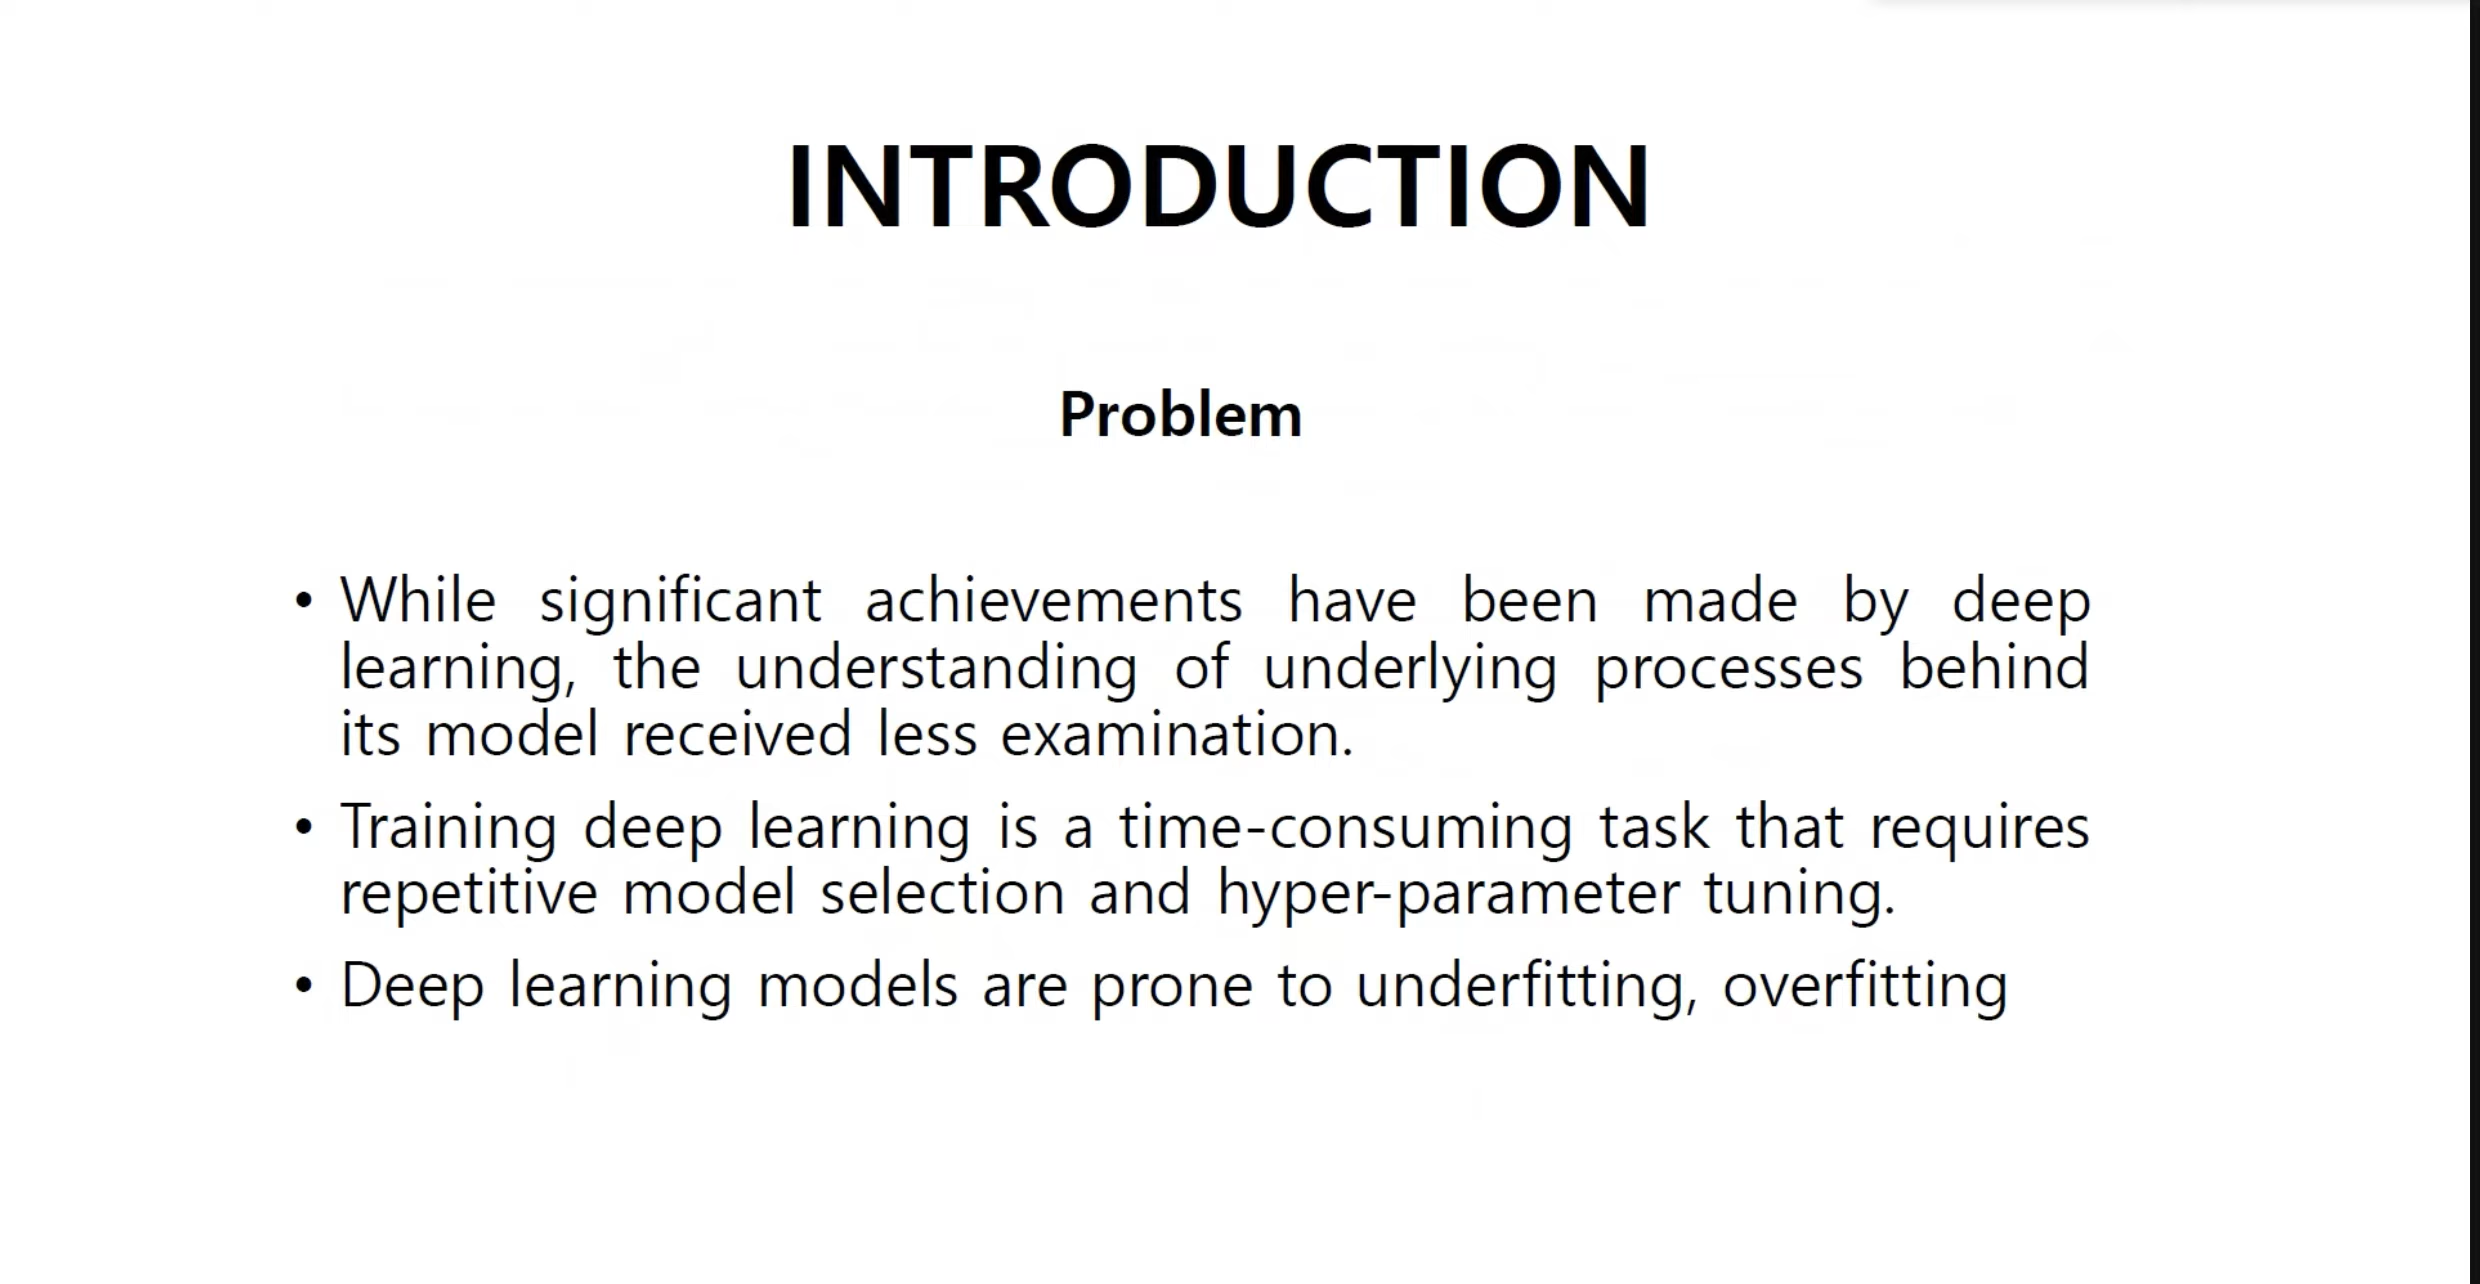 INTRODUCTION
Problem
• While significant achievements have been made by deep
learning, the understanding of underlying processes behind
its model received less examination.
• Training deep learning is a time-consuming task that requires
repetitive model selection and hyper-parameter tuning.
• Deep learning models are prone to underfitting, overfitting